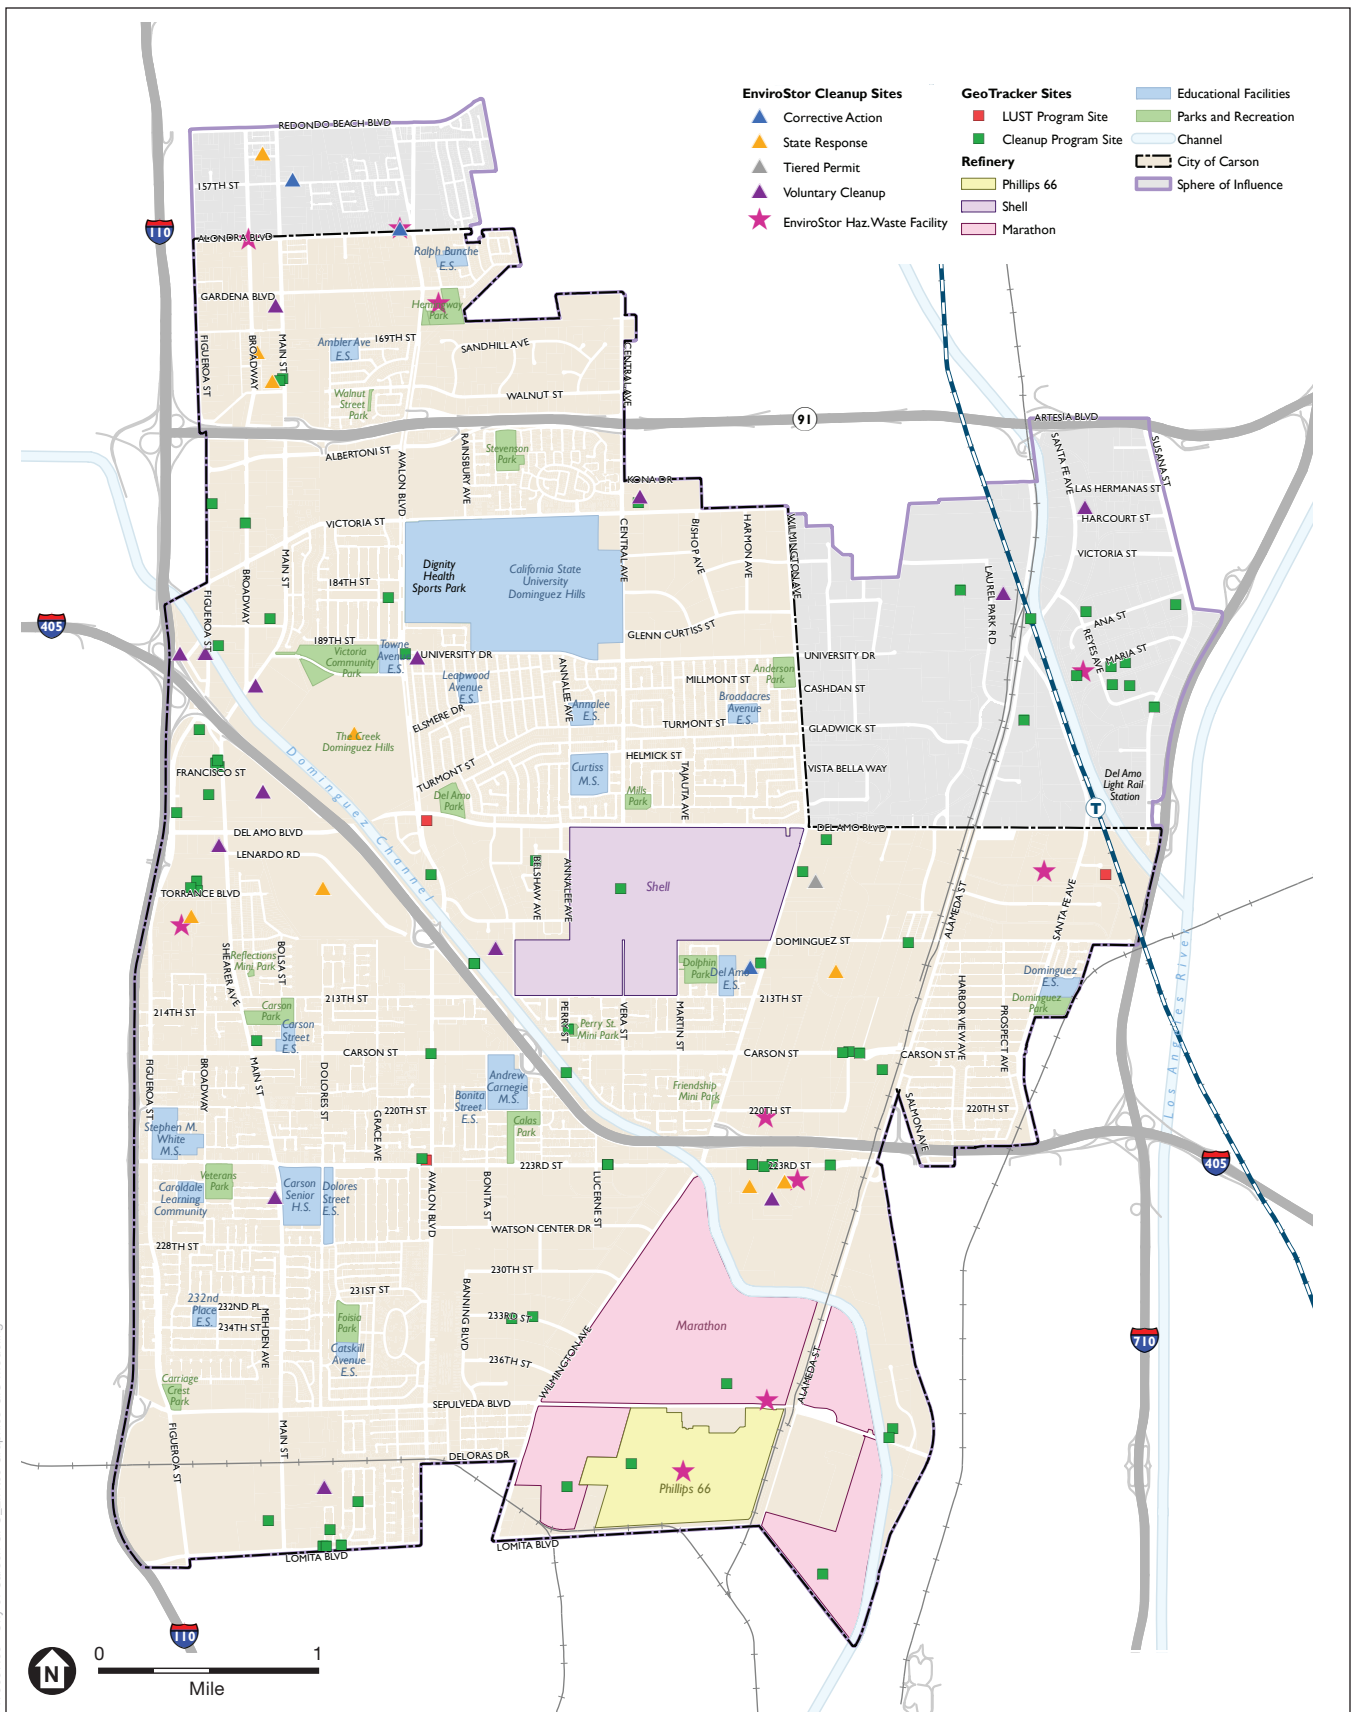 EnviroStor Cleanup Sites
Corrective Action
State Response
Tiered Permit
Voluntary Cleanup
EnviroStor Haz. Waste Facility
GeoTracker Sites
LUST Program Site
Cleanup Program Site
Refinery
Phillips 66
Shell
Marathon
Educational Facilities
Parks and Recreation
Channel
City of Carson
Sphere of Influence
REDONDO BEACH BLVD
157TH ST
110
ALONDRA BLVD
Ralph Bunche
E.S.
GARDENA BLVD
Hemingway
Park
FIGUEROA ST
BROADWAY
MAIN ST
Ambler Ave
E.S.
169TH ST
SANDHILL AVE
CENTRAL AVE
Walnut
Street
Park
WALNUT ST
91
ARTESIA BLVD
ALBERTONI ST
AVALON BLVD
RAINSBURY AVE
Stevenson
Park
SANTA FE AVE
SUSANA ST
KONA DR
LAS HERMANAS ST
HARCOURT ST
VICTORIA ST
VICTORIA ST
CENTRAL AVE
BISHOP AVE
HARMON AVE
WILMINGTON AVE
MAIN ST
BROADWAY
FIGUEROA ST
184TH ST
Dignity
Health
Sports Park
California State
University
Dominguez Hills
LAUREL PARK RD
405
GLENN CURTISS ST
ANA ST
REYES AVE
MARIA ST
189TH ST
Victoria
Community
Park
Towne
Avenue
E.S.
UNIVERSITY DR
UNIVERSITY DR
Leapwood
Avenue
E.S.
ANNALEE AVE
Anderson
Park
MILLMONT ST
CASHDAN ST
Annalee
E.S.
Broadacres
Avenue
E.S.
ELSMERE DR
TURMONT ST
GLADWICK ST
The Creek
Dominguez Hills
Dominguez Channel
HELMICK ST
TAJAUTA AVE
Curtiss
M.S.
VISTA BELLA WAY
FRANCISCO ST
TURMONT ST
Del Amo
Park
Mills
Park
Del Amo
Light Rail
Station
T
DEL AMO BLVD
DEL AMO BLVD
LENARDO RD
BELSHAW AVE
ANNALEE AVE
Shell
TORRANCE BLVD
ALAMEDA ST
SANTA FE AVE
DOMINGUEZ ST
SHEARER AVE
BOLSA ST
Reflections
Mini Park
Dolphin
Park
Del Amo
E.S.
Dominguez
E.S.
Dominguez
Park
213TH ST
213TH ST
214TH ST
Carson
Park
Carson
Street
E.S.
PERRY ST
Perry St.
Mini Park
VERA ST
MARTIN ST
HARBOR VIEW AVE
PROSPECT AVE
Los Angeles River
CARSON ST
CARSON ST
CARSON ST
FIGUEROA ST
BROADWAY
MAIN ST
DOLORES ST
Andrew
Carnegie
M.S.
Bonita
Street
E.S.
Friendship
Mini Park
220TH ST
GRACE AVE
Calas
Park
220TH ST
SALMON AVE
220TH ST
Stephen M.
White
M.S.
223RD ST
223RD ST
405
Veterans
Park
Caroldale
Learning
Community
Carson
Senior
H.S.
Dolores
Street
E.S.
AVALON BLVD
BONITA ST
LUCERNE ST
WATSON CENTER DR
228TH ST
230TH ST
231ST ST
BANNING BLVD
232nd
Place
E.S.
232ND PL
234TH ST
MEHDEN AVE
Foisia
Park
233RD ST
Marathon
710
Catskill
Avenue
E.S.
236TH ST
WILMINGTON AVE
ALAMEDA ST
Carriage
Crest
Park
SEPULVEDA BLVD
FIGUEROA ST
MAIN ST
DELORAS DR
Phillips 66
LOMITA BLVD
LOMITA BLVD
110
N
0 1
Mile